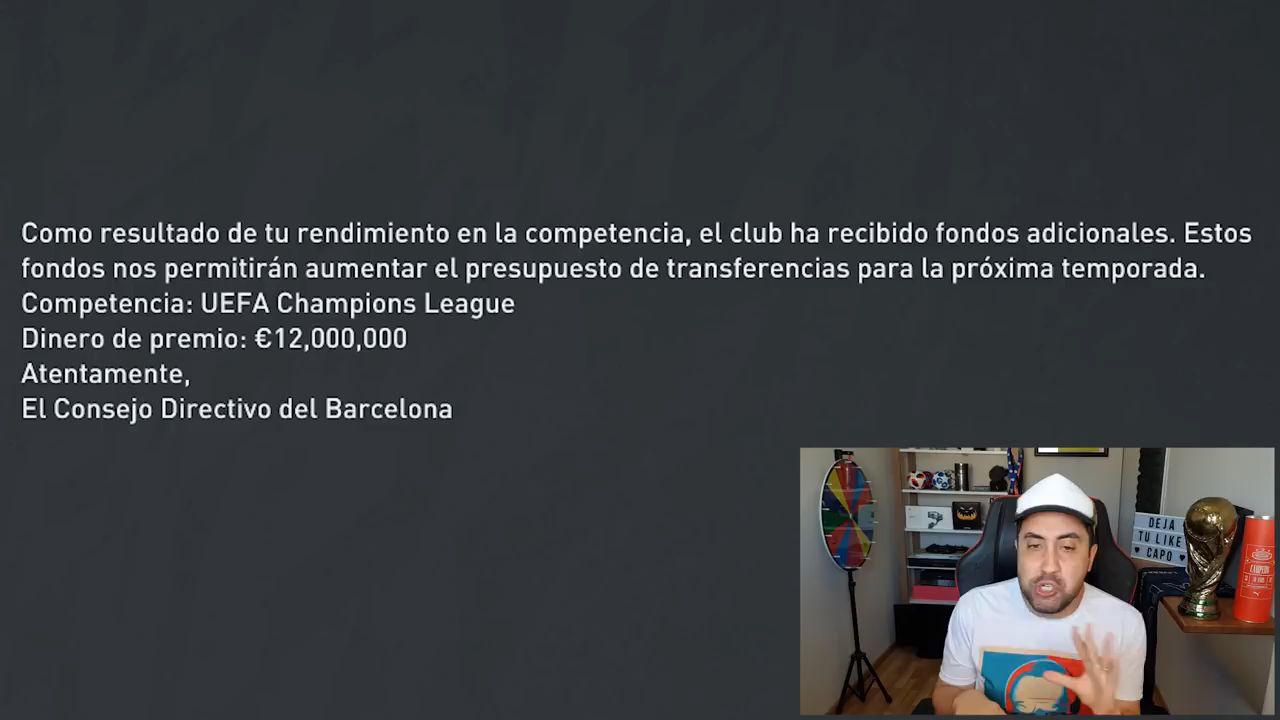 Como resultado de tu rendimiento en la competencia, el club ha recibido fondos adicionales. Estos
fondos nos permitirán aumentar el presupuesto de transferencias para la próxima temporada.
Competencia: UEFA Champions League
Dinero de premio: €12,000,000
Atentamente,
El Consejo Directivo del Barcelona
DEJA
TU LIKE
♥ CAPO ♥